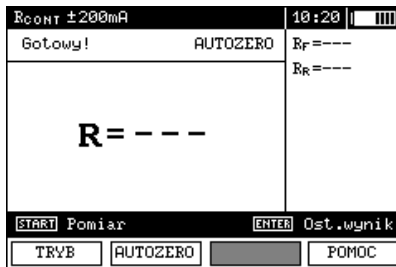 RCONT ±200mA 10:20
Gotowy! AUTOZERO RF=---
RR=---
R=---
START Pomiar ENTER Ost.wynik
TRYB AUTOZERO POMOC